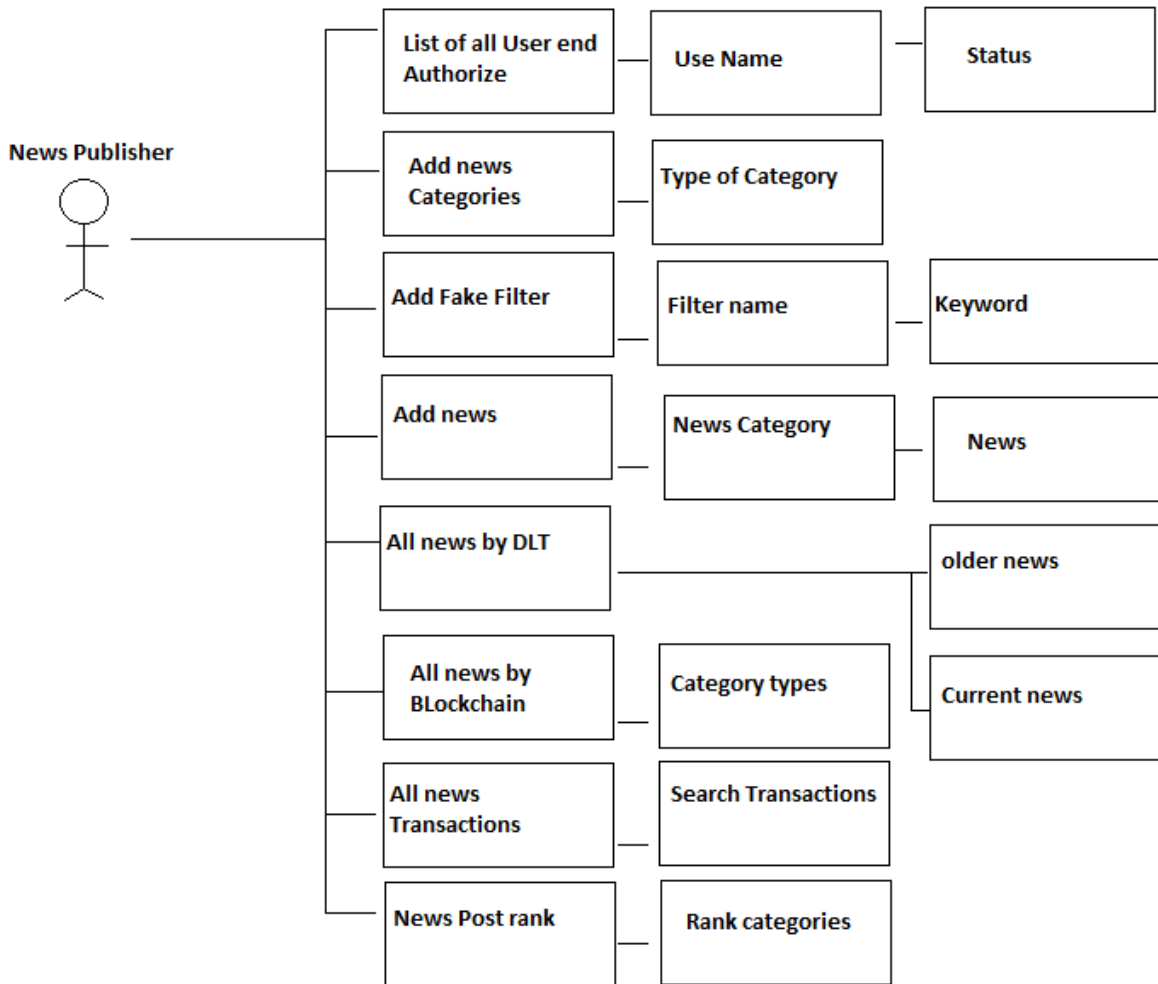 List of all User end
Authorize
Use Name
Status
News Publisher
Add news
Categories
Type of Category
Add Fake Filter
Filter name
Keyword
Add news
News Category
News
All news by DLT
older news
All news by
BLockchain
Category types
Current news
All news
Transactions
Search Transactions
News Post rank
Rank categories